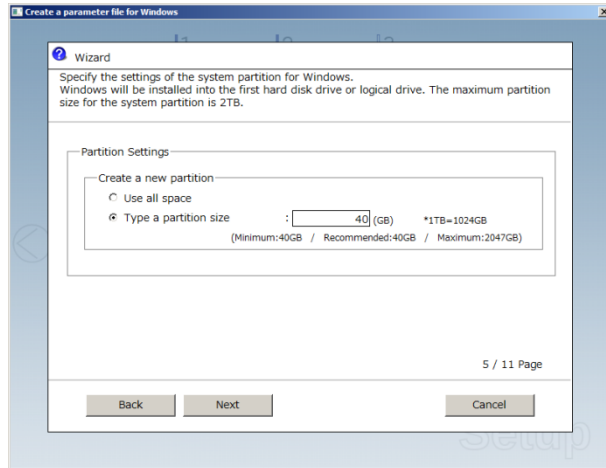 Create a parameter file for Windows
Wizard
Specify the settings of the system partition for Windows.
Windows will be installed into the first hard disk drive or logical drive. The maximum partition
size for the system partition is 2TB.
Partition Settings
Create a new partition
Use all space
Type a partition size : 40 (GB) *1TB=1024GB
(Minimum:40GB / Recommended:40GB / Maximum:2047GB)
5 / 11 Page
Back Next Cancel
Setup